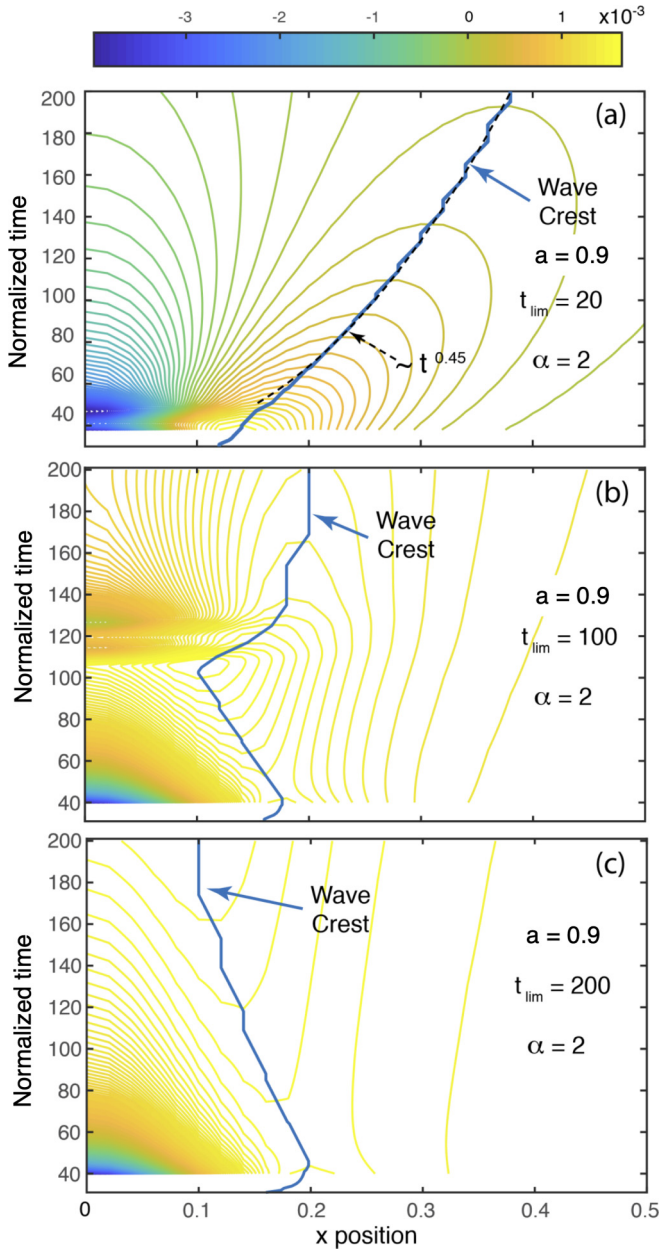 -3 -2 -1 0 1 x10⁻³
(a)
200
180
160
140
120
100
80
60
40
Normalized time
Wave
Crest
a = 0.9
t_lim = 20
α = 2
~ t^0.45
(b)
200
180
160
140
120
100
80
60
40
Normalized time
Wave
Crest
a = 0.9
t_lim = 100
α = 2
(c)
200
180
160
140
120
100
80
60
40
Normalized time
Wave
Crest
a = 0.9
t_lim = 200
α = 2
0 0.1 0.2 0.3 0.4 0.5
x position